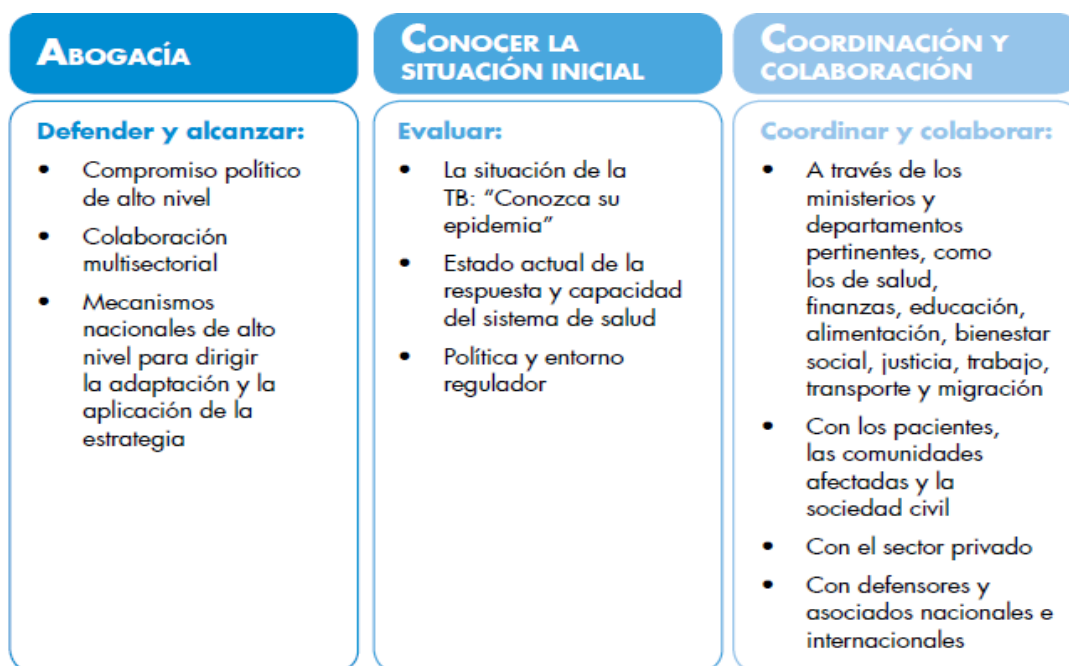 ABOGACÍA
Defender y alcanzar:
• Compromiso político
de alto nivel
• Colaboración
multisectorial
• Mecanismos
nacionales de alto
nivel para dirigir
la adaptación y la
aplicación de la
estrategia
CONOCER LA
SITUACIÓN INICIAL
Evaluar:
• La situación de la
TB: “Conozca su
epidemia”
• Estado actual de la
respuesta y capacidad
del sistema de salud
• Política y entorno
regulador
COORDINACIÓN Y
COLABORACIÓN
Coordinar y colaborar:
• A través de los
ministerios y
departamentos
pertinentes, como
los de salud,
finanzas, educación,
alimentación, bienestar
social, justicia, trabajo,
transporte y migración
• Con los pacientes,
las comunidades
afectadas y la
sociedad civil
• Con el sector privado
• Con defensores y
asociados nacionales e
internacionales